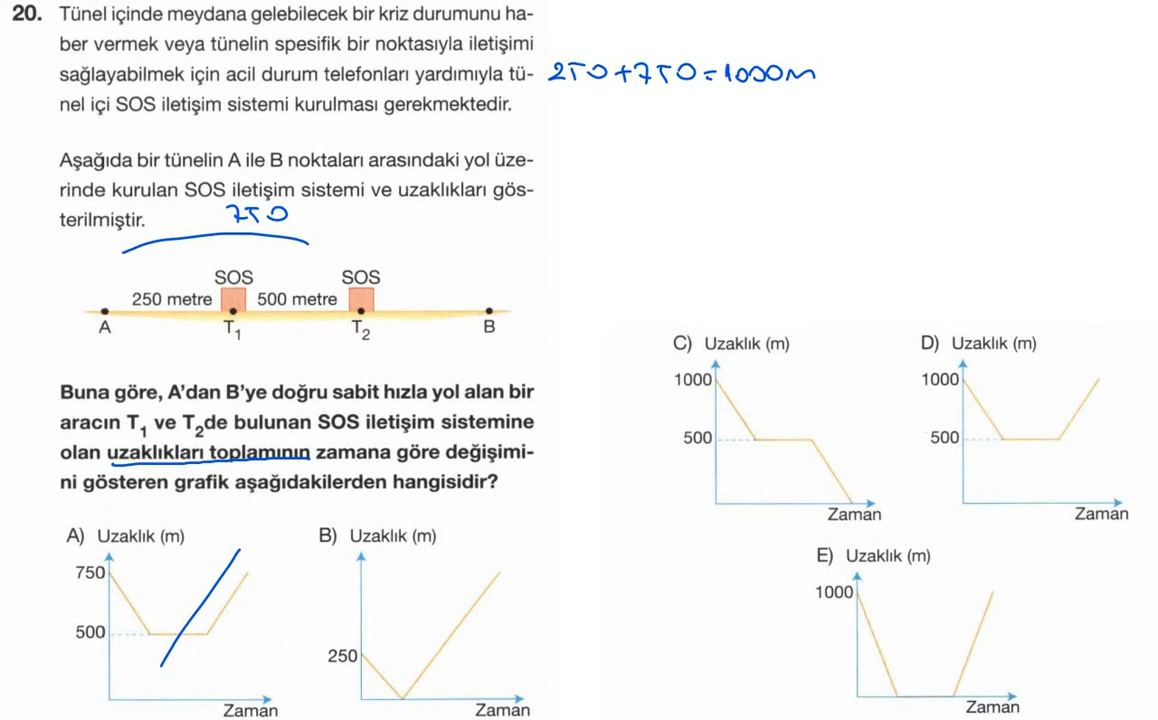 20. Tünel içinde meydana gelebilecek bir kriz durumunu ha-
ber vermek veya tünelin spesifik bir noktasıyla iletişimi
sağlayabilmek için acil durum telefonları yardımıyla tü-
nel içi SOS iletişim sistemi kurulması gerekmektedir.
250+750=1000m
Aşağıda bir tünelin A ile B noktaları arasındaki yol üze-
rinde kurulan SOS iletişim sistemi ve uzaklıkları gös-
terilmiştir.
750
SOS SOS
250 metre 500 metre
A T1 T2 B
Buna göre, A'dan B'ye doğru sabit hızla yol alan bir
aracın T1 ve T2de bulunan SOS iletişim sistemine
olan uzaklıkları toplamının zamana göre değişimi-
ni gösteren grafik aşağıdakilerden hangisidir?
A) Uzaklık (m)
750
500
Zaman
B) Uzaklık (m)
250
Zaman
C) Uzaklık (m)
1000
500
Zaman
D) Uzaklık (m)
1000
500
Zaman
E) Uzaklık (m)
1000
Zaman